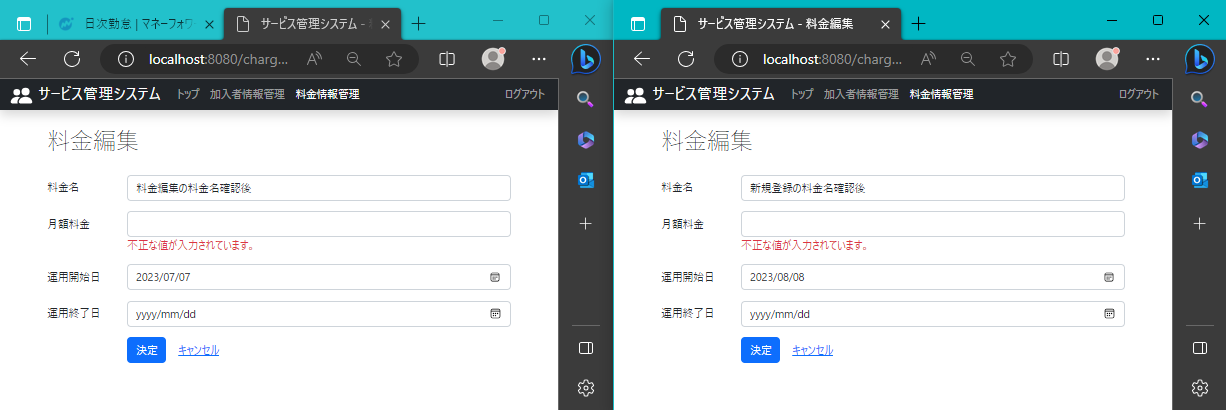 日次勤怠 | マネーフォワ
サービス管理システム -
localhost:8080/charg...
サービス管理システム トップ 加入者情報管理 料金情報管理 ログアウト
料金編集
料金名 料金編集の料金名確認後
月額料金
不正な値が入力されています。
運用開始日 2023/07/07
運用終了日 yyyy/mm/dd
決定 キャンセル
サービス管理システム - 料金編集
localhost:8080/charg...
サービス管理システム トップ 加入者情報管理 料金情報管理 ログアウト
料金編集
料金名 新規登録の料金名確認後
月額料金
不正な値が入力されています。
運用開始日 2023/08/08
運用終了日 yyyy/mm/dd
決定 キャンセル